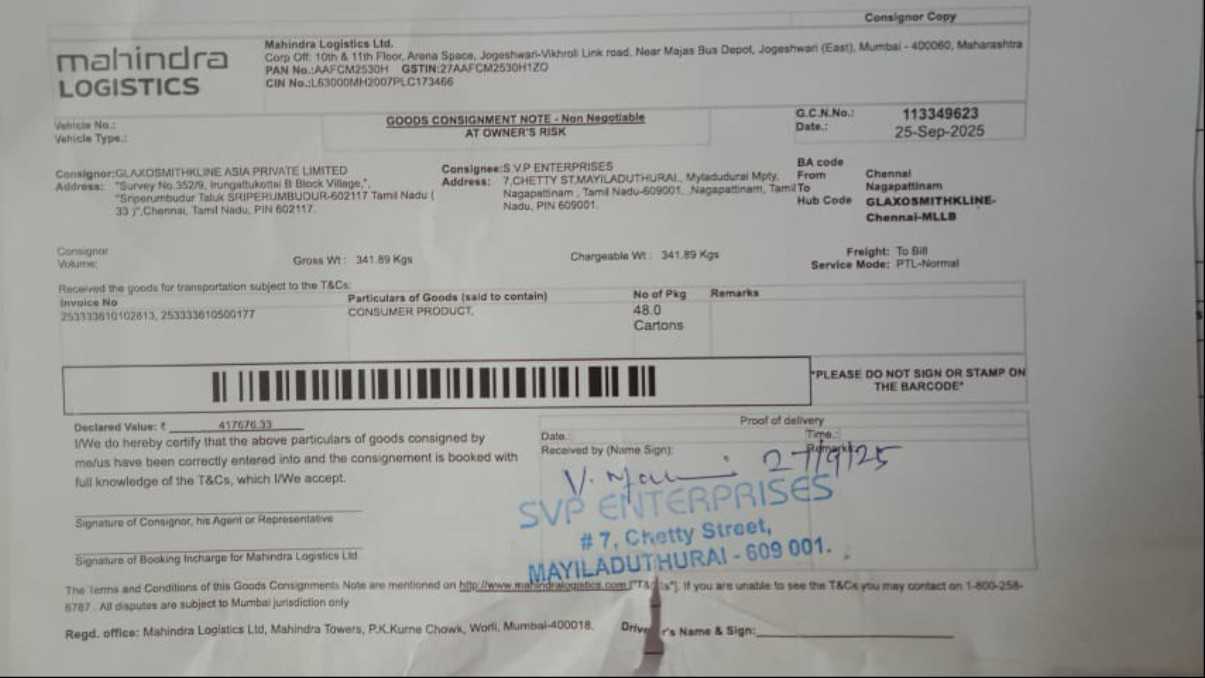 Consignor Copy
mahindra
LOGISTICS
Mahindra Logistics Ltd.
Corp Off: 10th & 11th Floor, Arena Space, Jogeshwari-Vikhroli Link road, Near Majas Bus Depot, Jogeshwari (East), Mumbai - 400060, Maharashtra
PAN No.:AAFCM2530H GSTIN:27AAFCM2530H1ZO
CIN No.:L63000MH2007PLC173466
Vehicle No.:
Vehicle Type.:
GOODS CONSIGNMENT NOTE - Non Negotiable
AT OWNER'S RISK
G.C.N.No.: 113349623
Date.: 25-Sep-2025
Consignor:GLAXOSMITHKLINE ASIA PRIVATE LIMITED
Address: "Survey No.352/9, Irungattukottai B Block Village,",
"Sriperumbudur Taluk SRIPERUMBUDUR-602117 Tamil Nadu (
33 )",Chennai, Tamil Nadu, PIN 602117.
Consignee:S.V.P ENTERPRISES
Address: 7,CHETTY ST,MAYILADUTHURAI., Myladudurai Mpty,
Nagapattinam , Tamil Nadu-609001. ,Nagapattinam, Tamil
Nadu, PIN 609001.
BA code
From Chennai
To Nagapattinam
Hub Code GLAXOSMITHKLINE-
Chennai-MLLB
Consignor
Volume:
Gross Wt : 341.89 Kgs
Chargeable Wt : 341.89 Kgs
Freight: To Bill
Service Mode: PTL-Normal
Received the goods for transportation subject to the T&Cs:
Invoice No Particulars of Goods (said to contain) No of Pkg Remarks
253333610102613, 253333610500177 CONSUMER PRODUCT, 48.0
Cartons
*PLEASE DO NOT SIGN OR STAMP ON
THE BARCODE*
Declared Value: ₹ 417676.33
I/We do hereby certify that the above particulars of goods consigned by
me/us have been correctly entered into and the consignement is booked with
full knowledge of the T&Cs, which I/We accept.
Signature of Consignor, his Agent or Representative
Signature of Booking Incharge for Mahindra Logistics Ltd
Proof of delivery
Date.: Time.:
Received by (Name Sign): Remark
V. 27/9/25
SVP ENTERPRISES
# 7, Chetty Street,
MAYILADUTHURAI - 609 001.
The Terms and Conditions of this Goods Consignments Note are mentioned on http://www.mahindralogistics.com ["T&Cs"]. If you are unable to see the T&Cs you may contact on 1-800-258-
6787 . All disputes are subject to Mumbai jurisdiction only
Regd. office: Mahindra Logistics Ltd, Mahindra Towers, P.K.Kurne Chowk, Worli, Mumbai-400018.
Driver's Name & Sign: